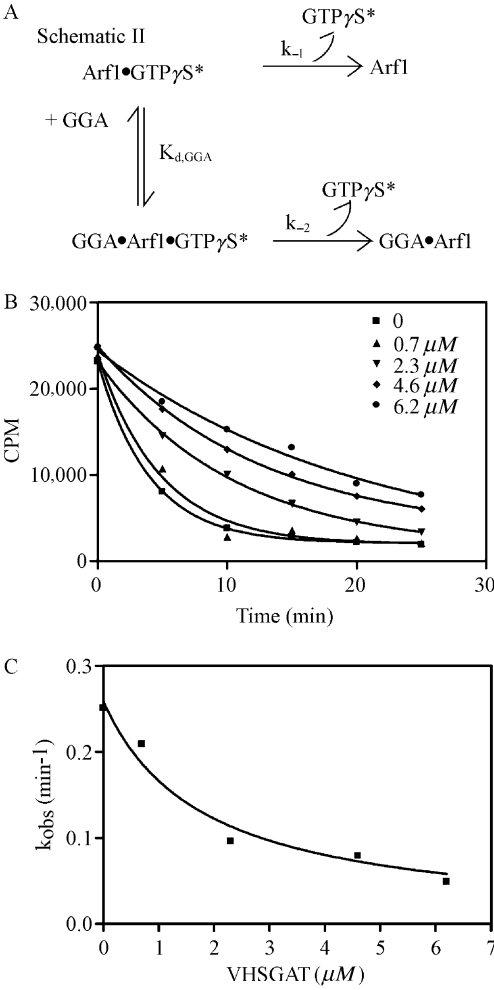 A
Schematic II
GTPγS*
k₋₁
Arf1•GTPγS*
Arf1
+ GGA
K_d,GGA
GTPγS*
k₋₂
GGA•Arf1•GTPγS*
GGA•Arf1
B
30,000
20,000
10,000
0
CPM
0
0.7 µM
2.3 µM
4.6 µM
6.2 µM
0
10
20
30
Time (min)
C
0.3
0.2
0.1
0.0
k_obs (min⁻¹)
0
1
2
3
4
5
6
7
VHSGAT (µM)